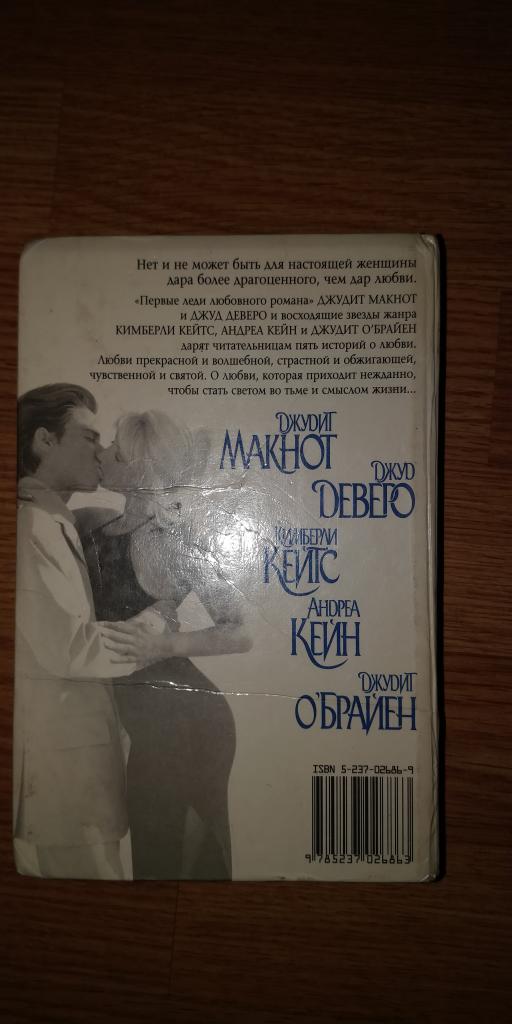 Нет и не может быть для настоящей женщины
дара более драгоценного, чем дар любви.
«Первые леди любовного романа» ДЖУДИТ МАКНОТ
и ДЖУД ДЕВЕРО и восходящие звезды жанра
КИМБЕРЛИ КЕЙТС, АНДРЕА КЕЙН и ДЖУДИТ О'БРАЙЕН
дарят читательницам пять историй о любви.
Любви прекрасной и волшебной, страстной и обжигающей,
чувственной и святой. О любви, которая приходит нежданно,
чтобы стать светом во тьме и смыслом жизни...
ДЖУДИТ
МАКНОТ
ДЖУД
ДЕВЕРО
КИМБЕРЛИ
КЕЙТС
АНДРЕА
КЕЙН
ДЖУДИТ
О'БРАЙЕН
ISBN 5-237-02686-9
9 785237 026863